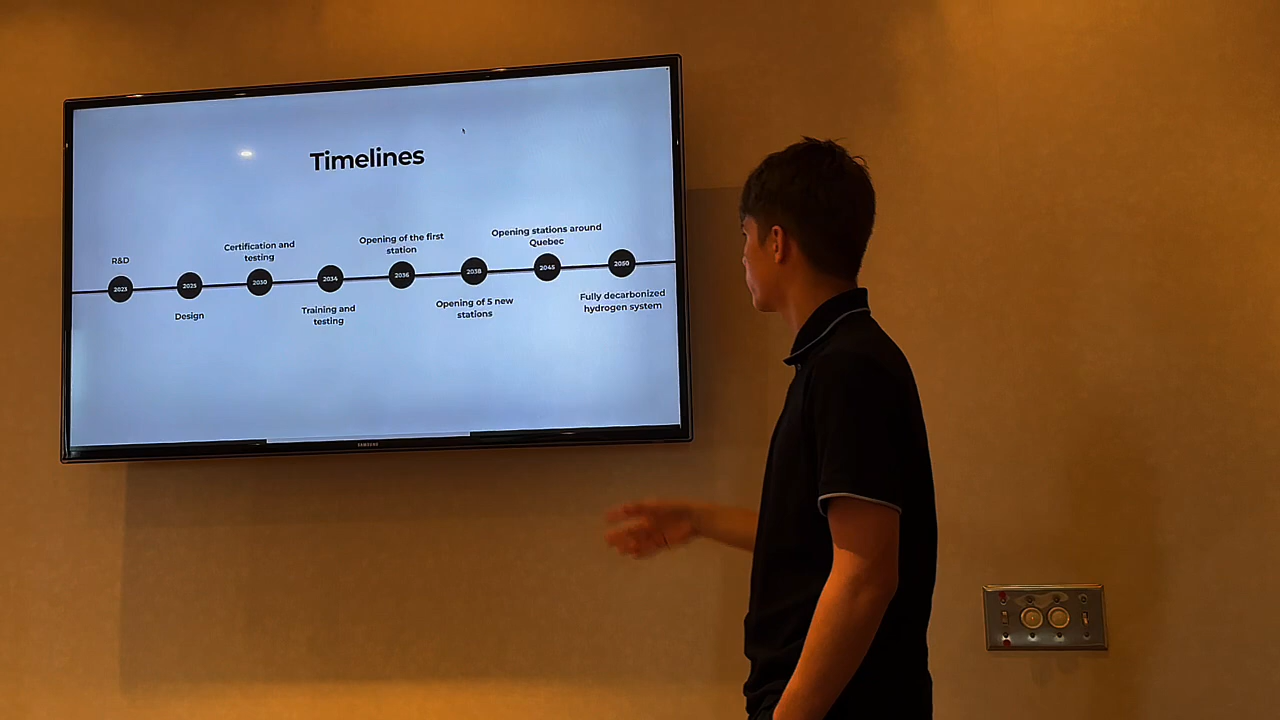 Timelines
R&D
2023
2025
Design
Certification and
testing
2030
2034
Training and
testing
Opening of the first
station
2036
2038
Opening of 5 new
stations
Opening stations around
Quebec
2045
2050
Fully decarbonized
hydrogen system
SAMSUNG